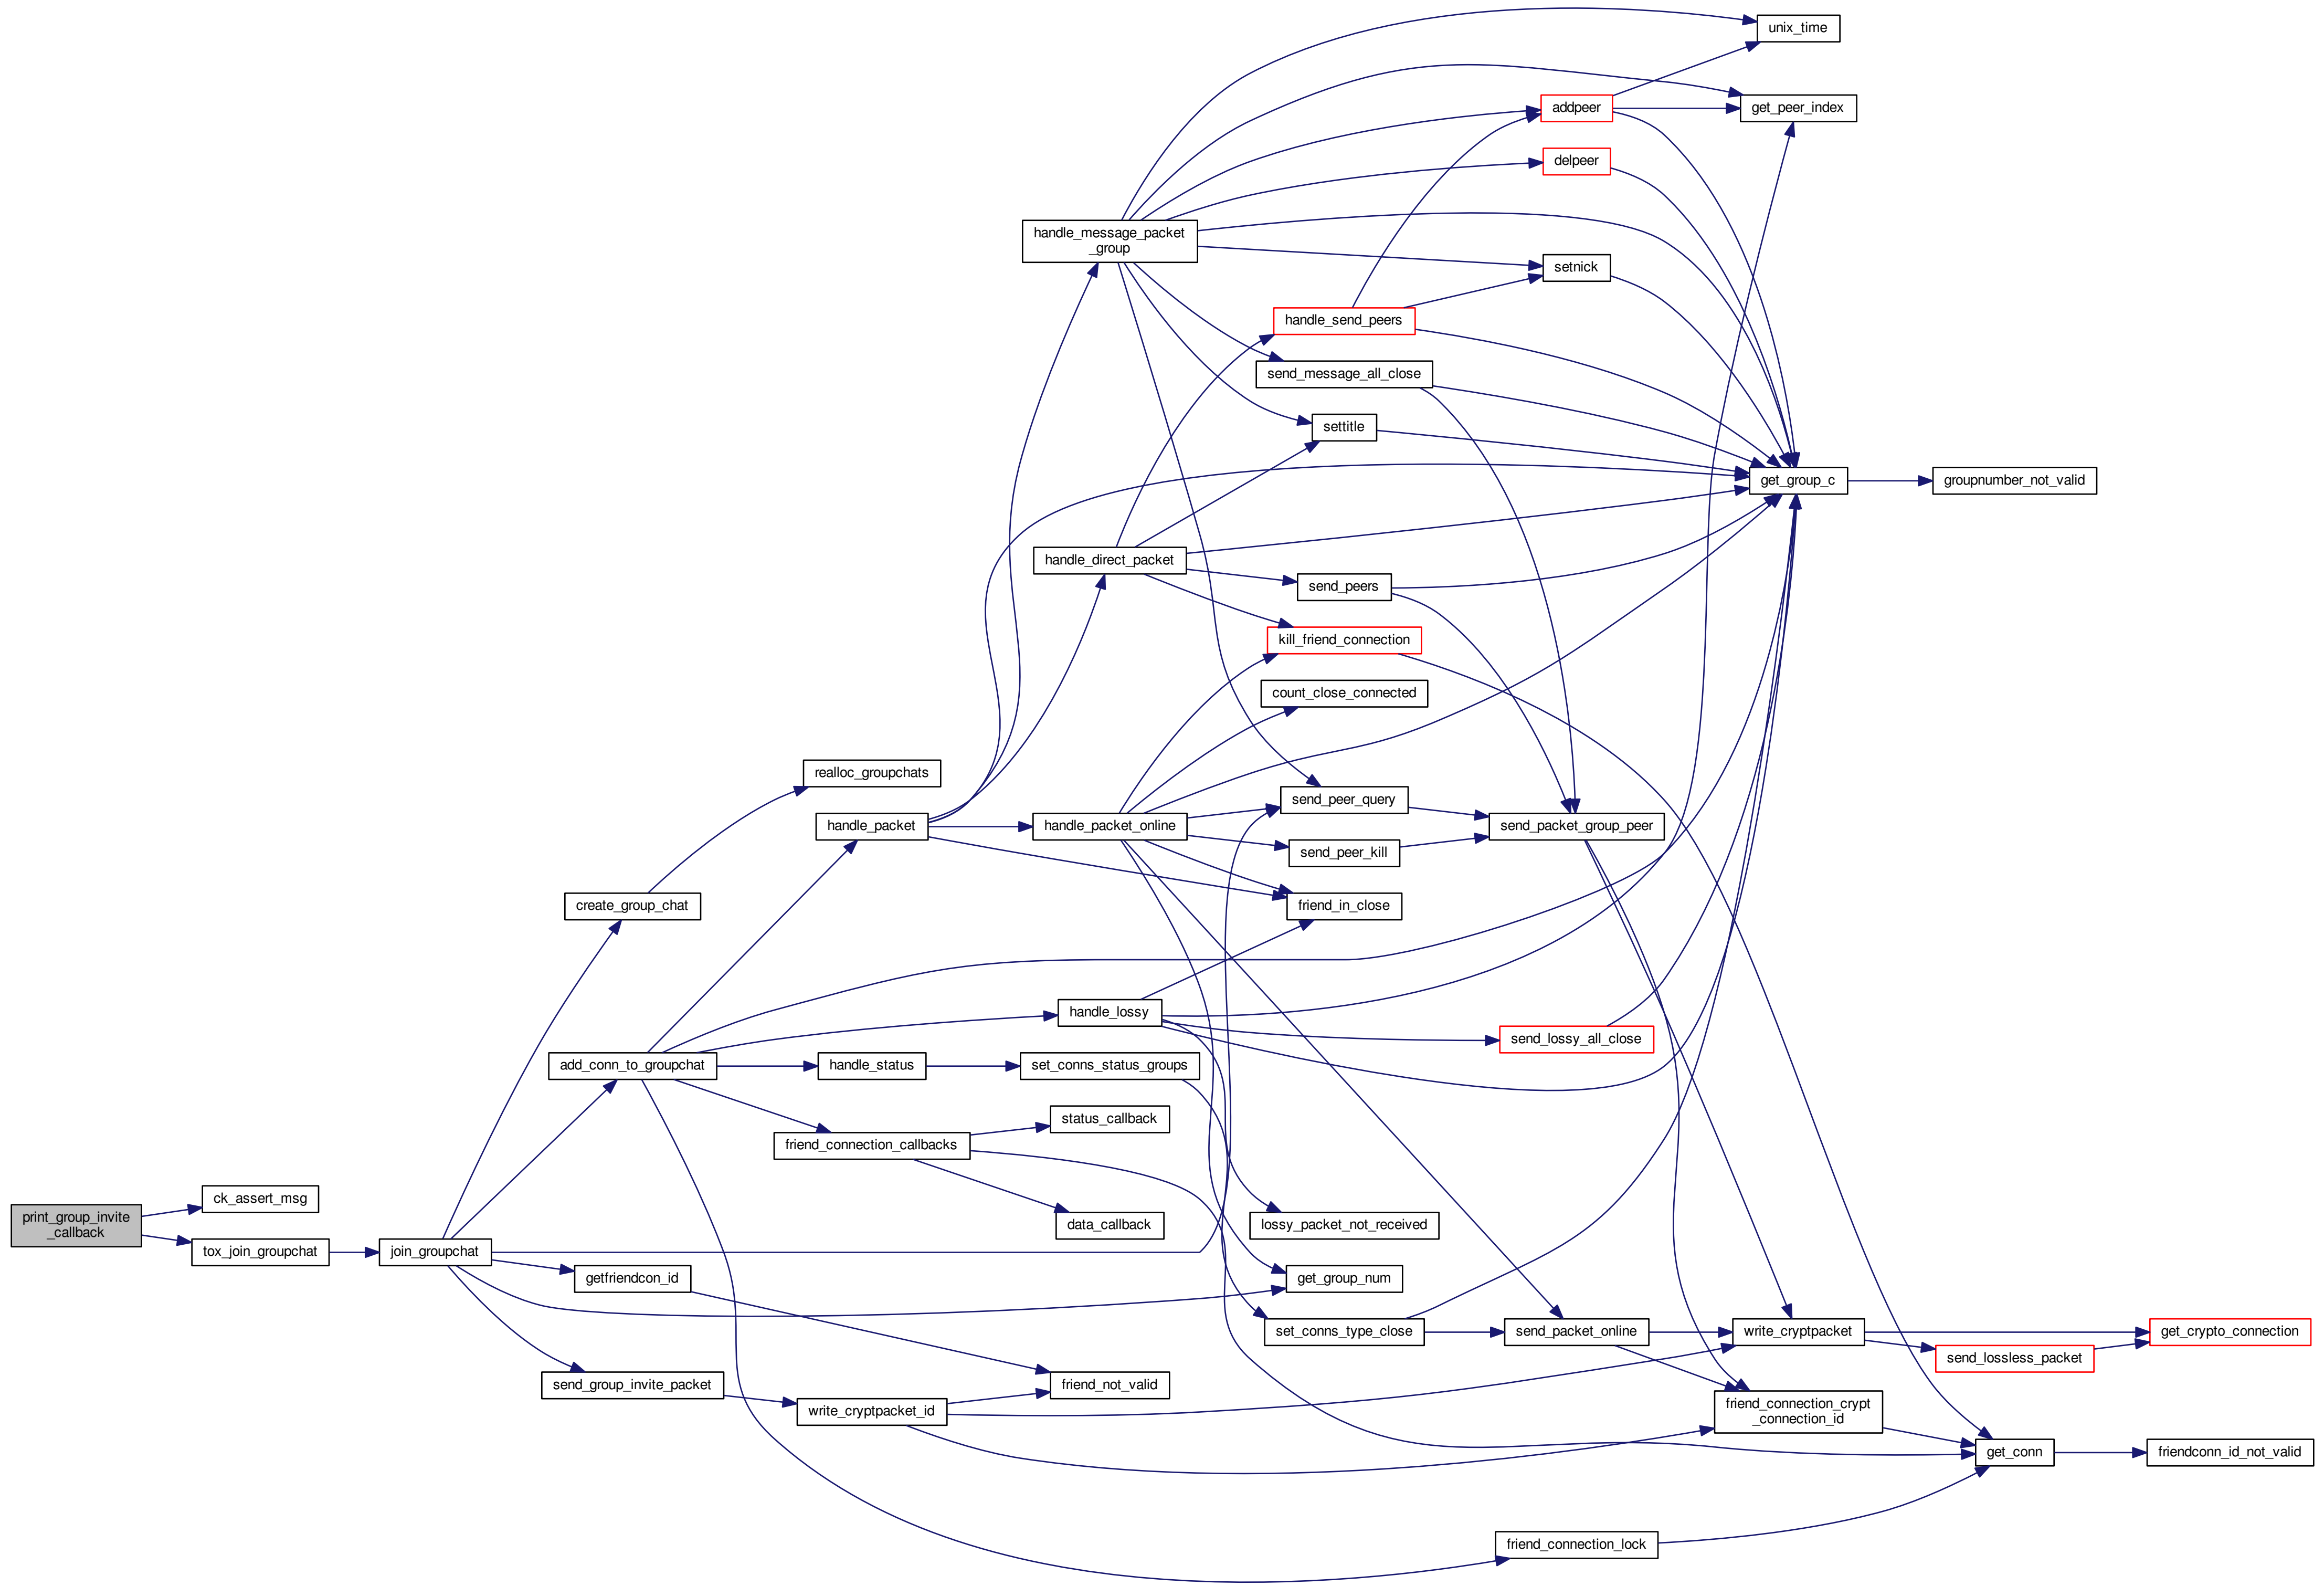 unix_time
addpeer
get_peer_index
delpeer
handle_message_packet
_group
setnick
handle_send_peers
send_message_all_close
settitle
get_group_c
groupnumber_not_valid
handle_direct_packet
send_peers
kill_friend_connection
count_close_connected
realloc_groupchats
send_peer_query
handle_packet
handle_packet_online
send_packet_group_peer
send_peer_kill
create_group_chat
friend_in_close
handle_lossy
send_lossy_all_close
add_conn_to_groupchat
handle_status
set_conns_status_groups
status_callback
friend_connection_callbacks
ck_assert_msg
print_group_invite
_callback
data_callback
lossy_packet_not_received
tox_join_groupchat
join_groupchat
getfriendcon_id
get_group_num
set_conns_type_close
send_packet_online
write_cryptpacket
get_crypto_connection
send_lossless_packet
send_group_invite_packet
friend_not_valid
write_cryptpacket_id
friend_connection_crypt
_connection_id
get_conn
friendconn_id_not_valid
friend_connection_lock